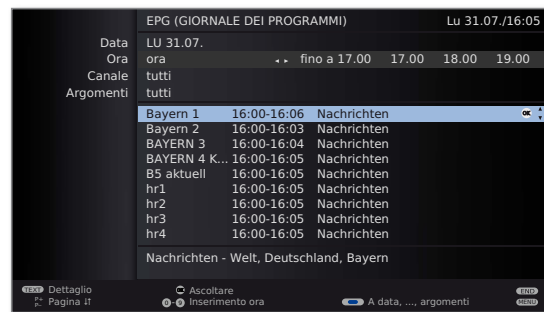 EPG (GIORNALE DEI PROGRAMMI) Lu 31.07./16:05
Data LU 31.07.
Ora ora fino a 17.00 17.00 18.00 19.00
Canale tutti
Argomenti tutti
Bayern 1 16:00-16:06 Nachrichten OK
Bayern 2 16:00-16:03 Nachrichten
BAYERN 3 16:00-16:04 Nachrichten
BAYERN 4 K... 16:00-16:05 Nachrichten
B5 aktuell 16:00-16:05 Nachrichten
hr1 16:00-16:05 Nachrichten
hr2 16:00-16:05 Nachrichten
hr3 16:00-16:05 Nachrichten
hr4 16:00-16:05 Nachrichten
Nachrichten - Welt, Deutschland, Bayern
TEXT Dettaglio OK Ascoltare END
P+ P- Pagina 0-9 Inserimento ora A data, ..., argomenti MENU